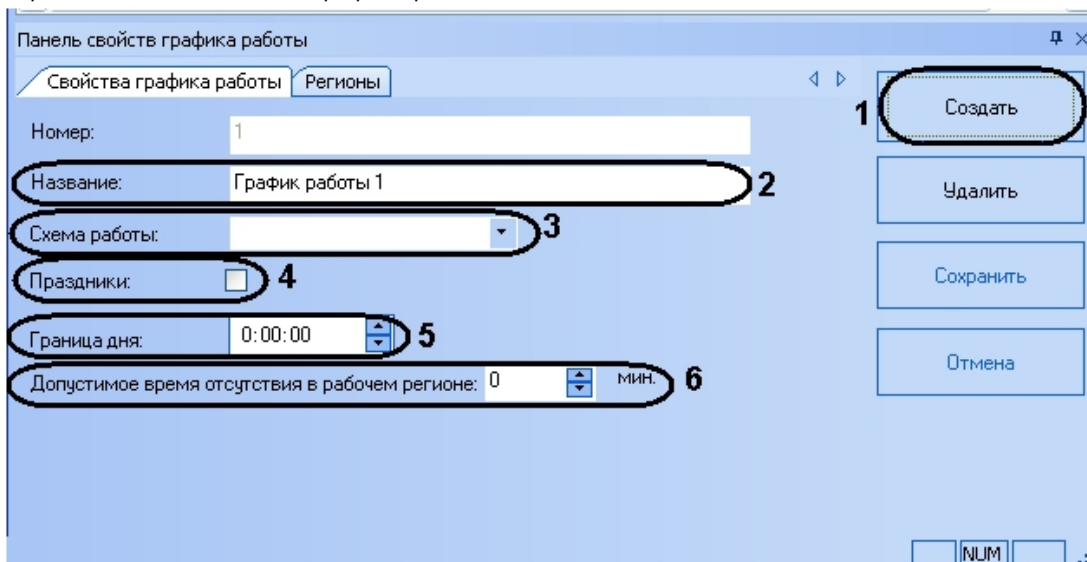 Панель свойств графика работы
Свойства графика работы Регионы
1 Создать
Номер: 1
Название: График работы 1 2
Удалить
Схема работы: 3
Праздники: 4
Сохранить
Граница дня: 0:00:00 5
Отмена
Допустимое время отсутствия в рабочем регионе: 0 мин. 6
NUM